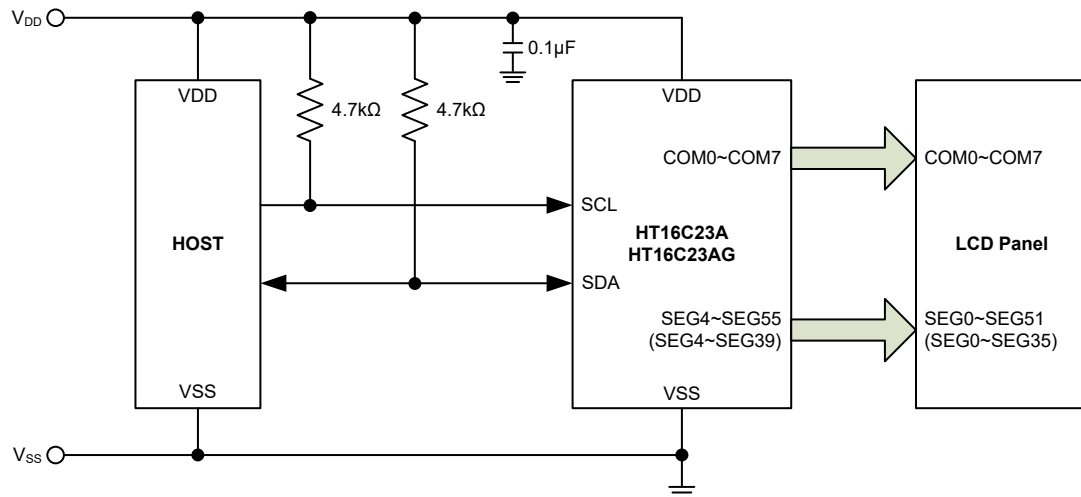 VDD
0.1μF
VDD
4.7kΩ
4.7kΩ
VDD
COM0~COM7
COM0~COM7
SCL
HOST
HT16C23A
HT16C23AG
LCD Panel
SDA
SEG4~SEG55
(SEG4~SEG39)
SEG0~SEG51
(SEG0~SEG35)
VSS
VSS
VSS